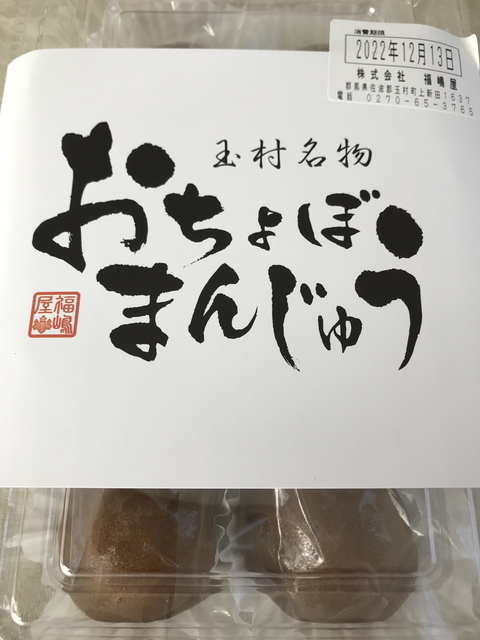 消費期限
2022年12月13日
株式会社 福嶋屋
群馬県佐波郡玉村町上新田1637
電話 0270-65-3765
玉村名物
おちょぼ
まんじゅう
福嶋
屋